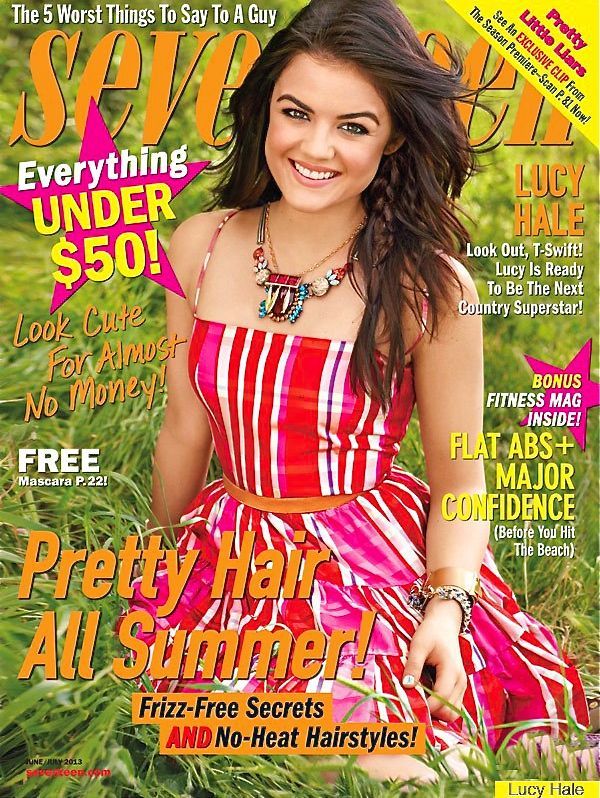 The 5 Worst Things To Say To A Guy
Pretty
Little Liars
See An EXCLUSIVE CLIP From
The Season Premiere–Scan P. 81 Now!
seventeen
Everything
UNDER
$50!
Look Cute
For Almost
No Money!
FREE
Mascara P.22!
LUCY
HALE
Look Out, T-Swift!
Lucy Is Ready
To Be The Next
Country Superstar!
BONUS
FITNESS MAG
INSIDE!
FLAT ABS+
MAJOR
CONFIDENCE
(Before You Hit
The Beach)
Pretty Hair
All Summer!
Frizz-Free Secrets
AND No-Heat Hairstyles!
JUNE/JULY 2013
seventeen.com
Lucy Hale